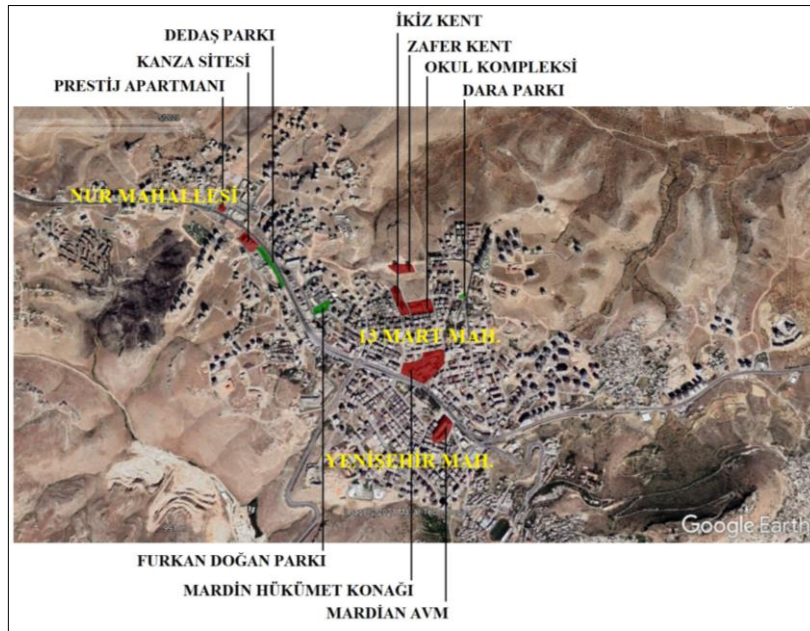 İKİZ KENT
DEDAŞ PARKI
ZAFER KENT
KANZA SİTESİ
OKUL KOMPLEKSİ
PRESTİJ APARTMANI
DARA PARKI
NUR MAHALLESİ
13 MART MAH.
YENİŞEHİR MAH.
Google Earth
FURKAN DOĞAN PARKI
MARDİN HÜKÜMET KONAĞI
MARDİAN AVM